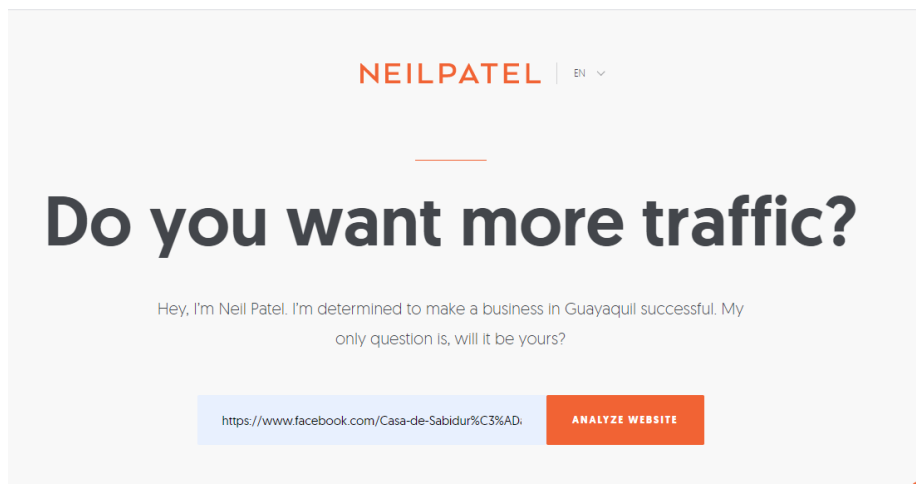 NEILPATEL EN
Do you want more traffic?
Hey, I'm Neil Patel. I'm determined to make a business in Guayaquil successful. My
only question is, will it be yours?
https://www.facebook.com/Casa-de-Sabidur%C3%ADa ANALYZE WEBSITE